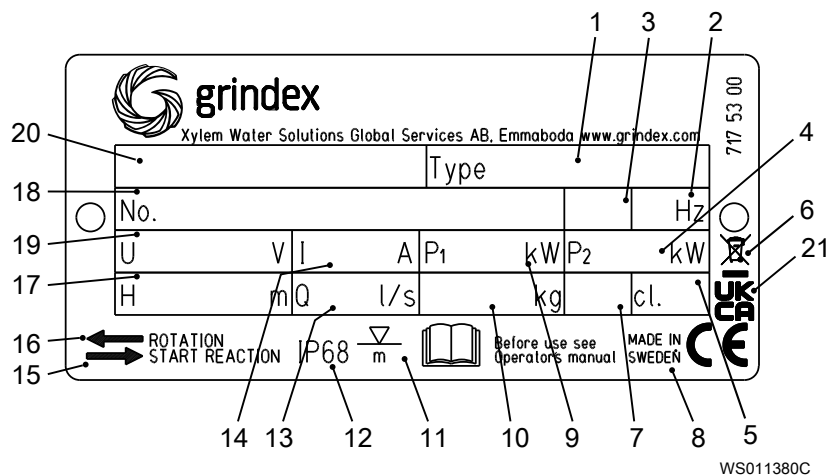 1 3 2
grindex
717 53 00
Xylem Water Solutions Global Services AB, Emmaboda www.grindex.com
20 4
Type
18
No. Hz
6
19
U V I A P1 kW P2 kW
21
17
H m Q l/s kg cl.
UK
CA
16 ROTATION
15 START REACTION
IP68 m
Before use see
Operator's manual
MADE IN
SWEDEN
CE
14 13 12 11 10 9 7 8 5
WS011380C